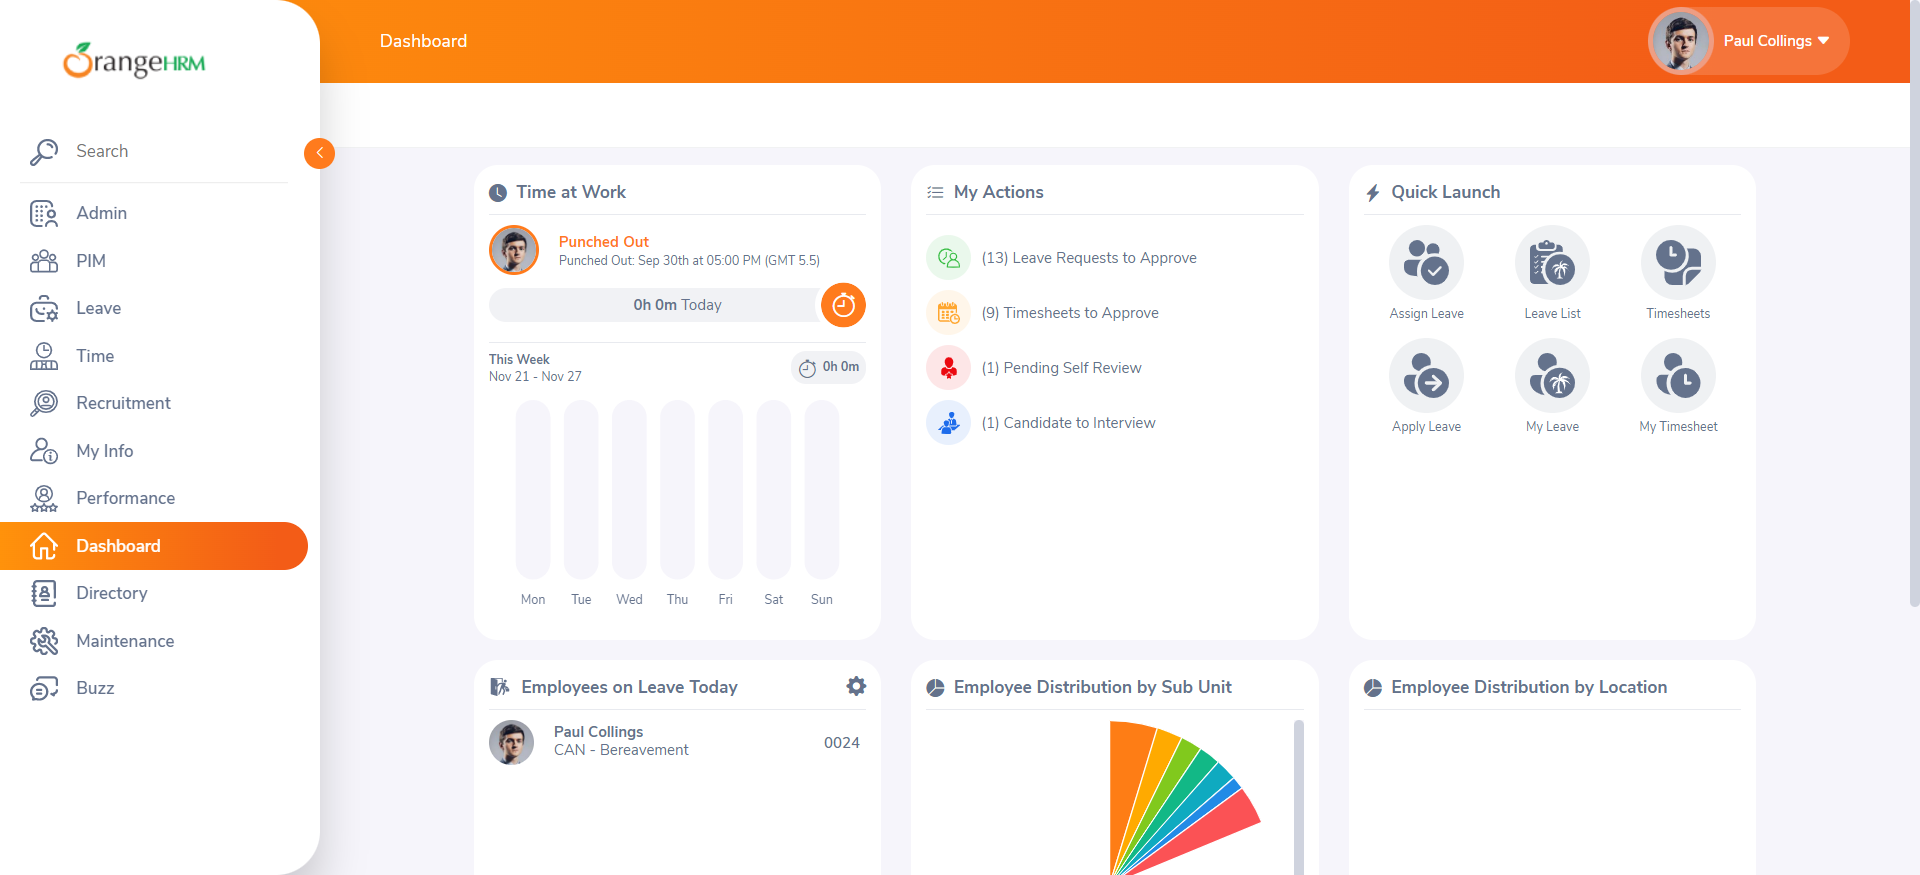 OrangeHRM
Dashboard
Paul Collings
Search
Admin
PIM
Leave
Time
Recruitment
My Info
Performance
Dashboard
Directory
Maintenance
Buzz
Time at Work
Punched Out
Punched Out: Sep 30th at 05:00 PM (GMT 5.5)
0h 0m Today
This Week
Nov 21 - Nov 27
0h 0m
Mon Tue Wed Thu Fri Sat Sun
My Actions
(13) Leave Requests to Approve
(9) Timesheets to Approve
(1) Pending Self Review
(1) Candidate to Interview
Quick Launch
Assign Leave
Leave List
Timesheets
Apply Leave
My Leave
My Timesheet
Employees on Leave Today
Paul Collings
CAN - Bereavement
0024
Employee Distribution by Sub Unit
Employee Distribution by Location